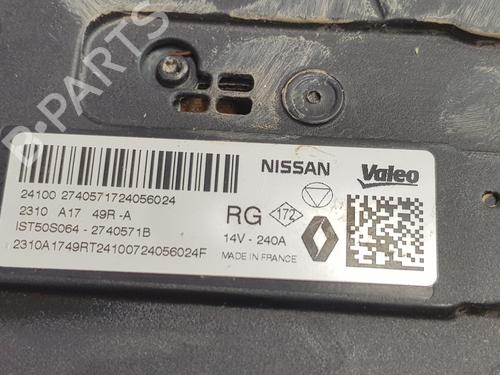 B-PARTS
NISSAN
Valeo
24100 2740571724056024
2310 A17 49R-A
IST50S064 - 2740571B
2310A1749RT24100724056024F
RG 172
14V - 240A
MADE IN FRANCE